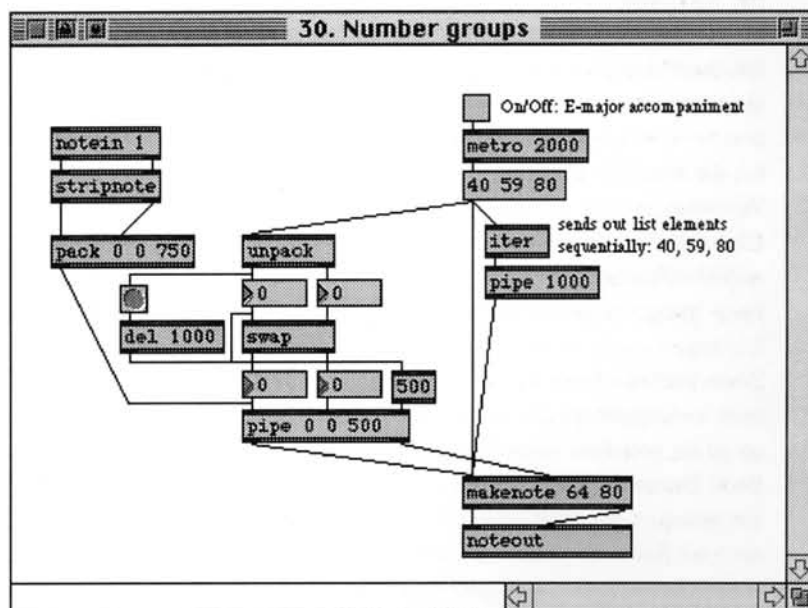 30. Number groups
On/Off: E-major accompaniment
notein 1
metro 2000
stripnote
40 59 80
sends out list elements
sequentially: 40, 59, 80
iter
pack 0 0 750
unpack
pipe 1000
0
0
del 1000
swap
0
0
500
pipe 0 0 500
makenote 64 80
noteout